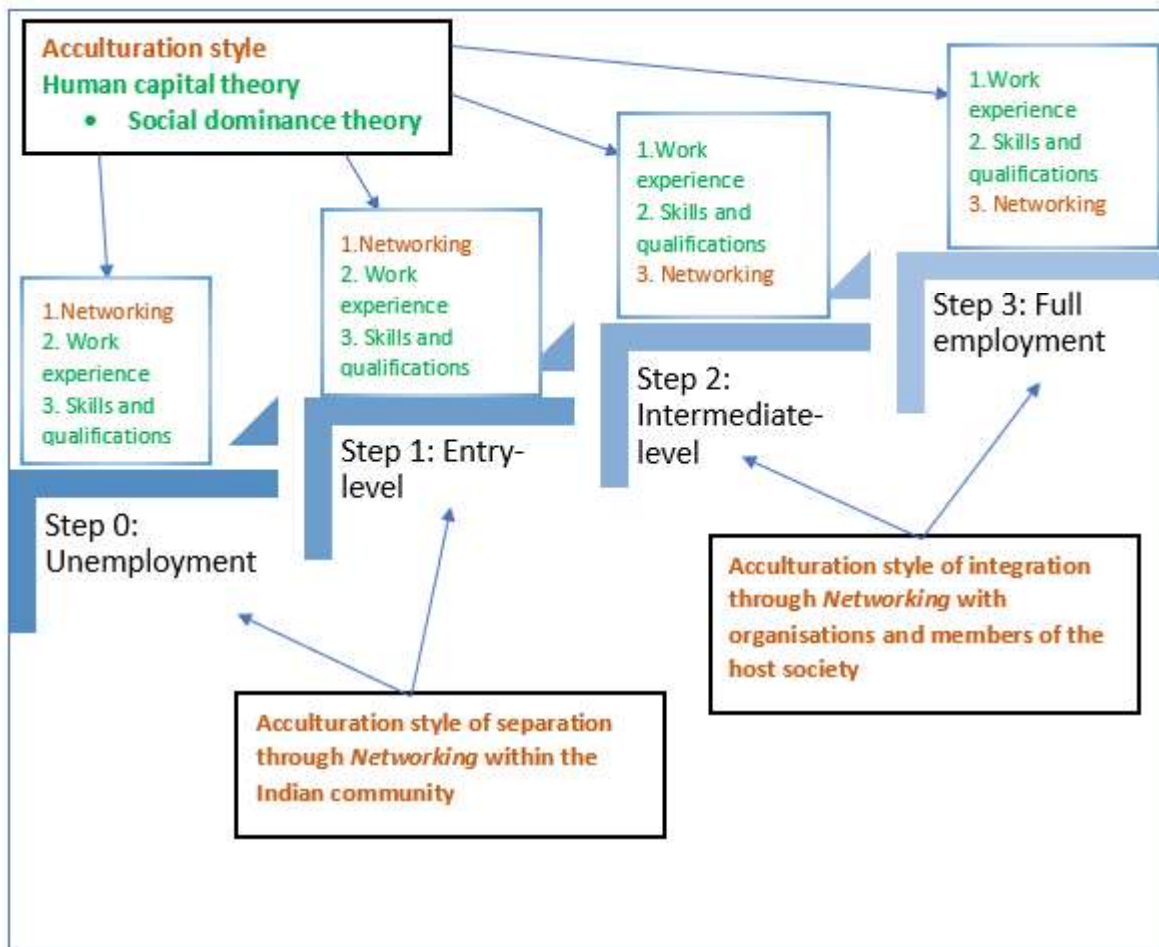 Acculturation style
Human capital theory
• Social dominance theory
1.Networking
2. Work
experience
3. Skills and
qualifications
Step 0:
Unemployment
1.Networking
2. Work
experience
3. Skills and
qualifications
Step 1: Entry-
level
1.Work
experience
2. Skills and
qualifications
3. Networking
Step 2:
Intermediate-
level
1.Work
experience
2. Skills and
qualifications
3. Networking
Step 3: Full
employment
Acculturation style of separation
through Networking within the
Indian community
Acculturation style of integration
through Networking with
organisations and members of the
host society